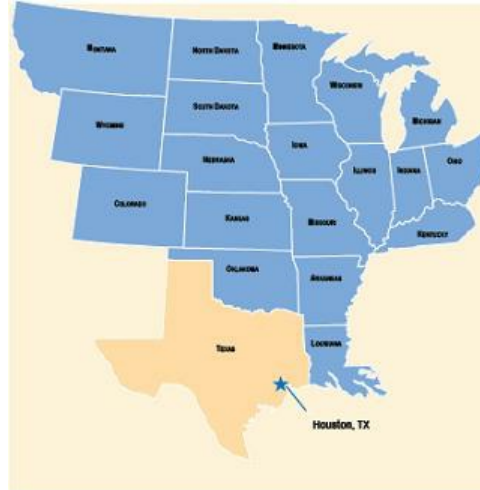 Montana
North Dakota
Minnesota
Wisconsin
Michigan
South Dakota
Wyoming
Iowa
Nebraska
Illinois
Indiana
Ohio
Colorado
Kansas
Missouri
Kentucky
Oklahoma
Arkansas
Texas
Louisiana
Houston, TX